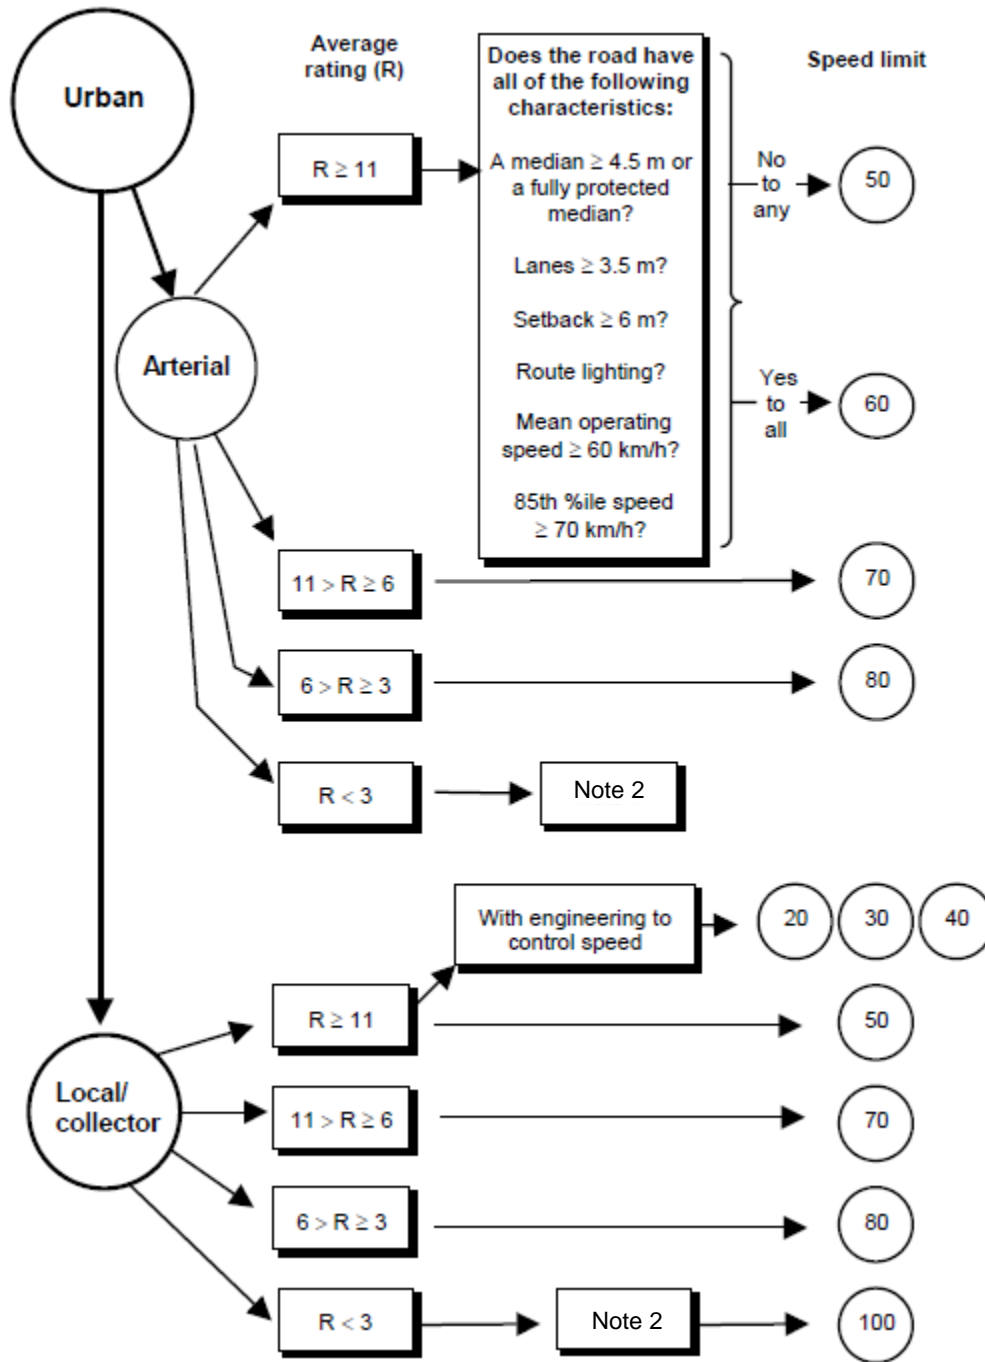 Urban
Average
rating (R)
Does the road have
all of the following
characteristics:
Speed limit
R ≥ 11
A median ≥ 4.5 m or
a fully protected
median?
Lanes ≥ 3.5 m?
Setback ≥ 6 m?
Route lighting?
Mean operating
speed ≥ 60 km/h?
85th %ile speed
≥ 70 km/h?
No
to
any
50
Yes
to
all
60
Arterial
11 > R ≥ 6
70
6 > R ≥ 3
80
R < 3
Note 2
With engineering to
control speed
20
30
40
Local/
collector
R ≥ 11
50
11 > R ≥ 6
70
6 > R ≥ 3
80
R < 3
Note 2
100